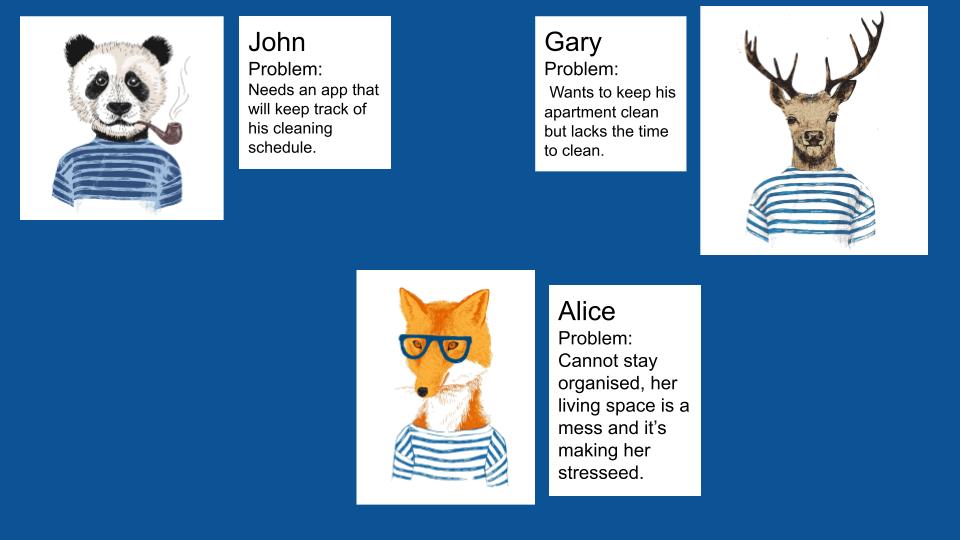 John
Problem:
Needs an app that
will keep track of
his cleaning
schedule.
Gary
Problem:
Wants to keep his
apartment clean
but lacks the time
to clean.
Alice
Problem:
Cannot stay
organised, her
living space is a
mess and it's
making her
stresseed.